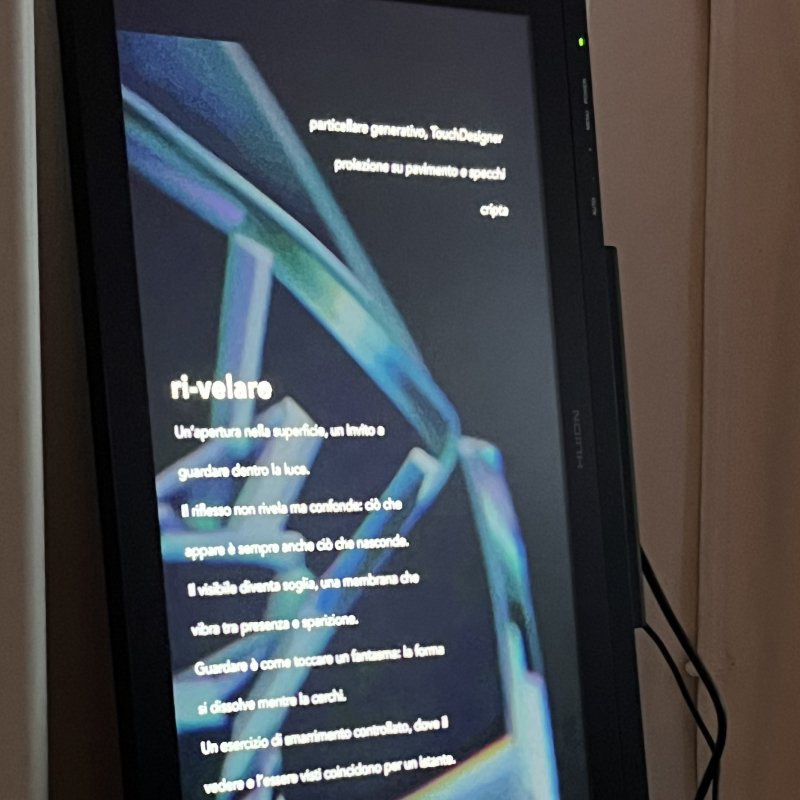 particellare generativo, TouchDesigner
proiezione su pavimento e specchi
cripta
ri-velare
Un'apertura nella superficie, un invito a
guardare dentro la luce.
Il riflesso non rivela ma confonde: ciò che
appare è sempre anche ciò che nasconde.
Il visibile diventa soglia, una membrana che
vibra tra presenza e sparizione.
Guardare è come toccare un fantasma: la forma
si dissolve mentre la cerchi.
Un esercizio di smarrimento controllato, dove il
vedere e l'essere visti coincidono per un istante.
HUION
POWER
MENU
AUTO